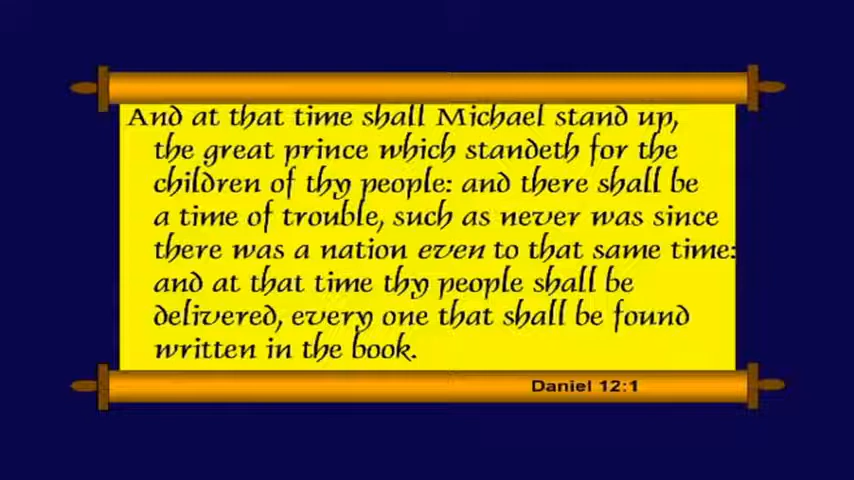 And at that time shall Michael stand up,
the great prince which standeth for the
children of thy people: and there shall be
a time of trouble, such as never was since
there was a nation even to that same time:
and at that time thy people shall be
delivered, every one that shall be found
written in the book.
Daniel 12:1